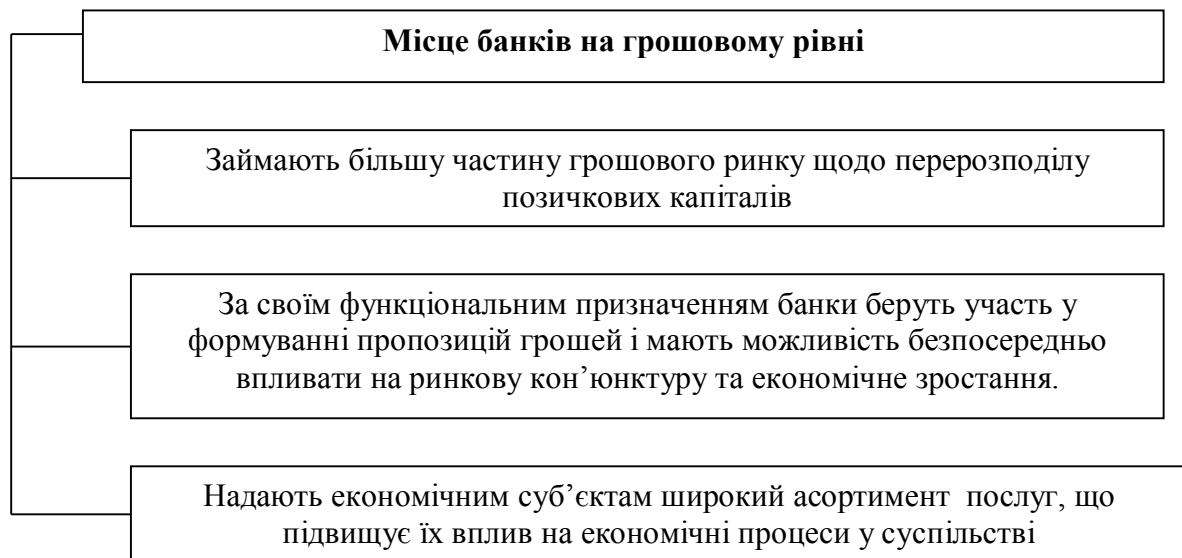 Місце банків на грошовому рівні
Займають більшу частину грошового ринку щодо перерозподілу
позичкових капіталів
За своїм функціональним призначенням банки беруть участь у
формуванні пропозицій грошей і мають можливість безпосередньо
впливати на ринкову кон’юнктуру та економічне зростання.
Надають економічним суб’єктам широкий асортимент послуг, що
підвищує їх вплив на економічні процеси у суспільстві